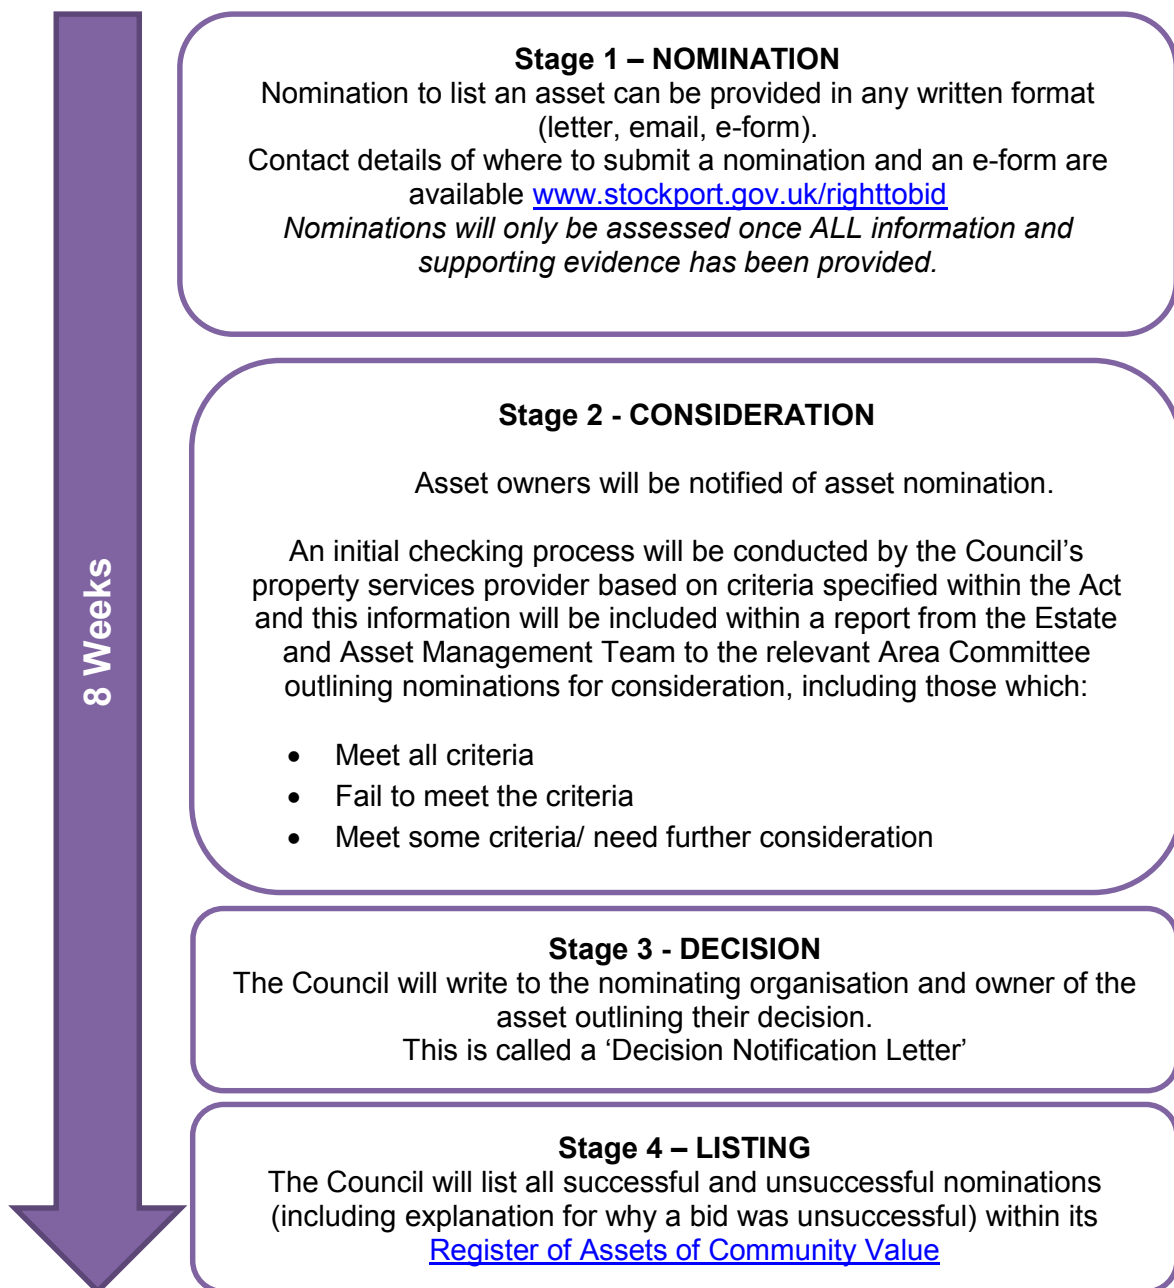 8 Weeks
Stage 1 – NOMINATION
Nomination to list an asset can be provided in any written format
(letter, email, e-form).
Contact details of where to submit a nomination and an e-form are
available www.stockport.gov.uk/righttobid
Nominations will only be assessed once ALL information and
supporting evidence has been provided.
Stage 2 - CONSIDERATION
Asset owners will be notified of asset nomination.
An initial checking process will be conducted by the Council’s
property services provider based on criteria specified within the Act
and this information will be included within a report from the Estate
and Asset Management Team to the relevant Area Committee
outlining nominations for consideration, including those which:
• Meet all criteria
• Fail to meet the criteria
• Meet some criteria/ need further consideration
Stage 3 - DECISION
The Council will write to the nominating organisation and owner of the
asset outlining their decision.
This is called a ‘Decision Notification Letter’
Stage 4 – LISTING
The Council will list all successful and unsuccessful nominations
(including explanation for why a bid was unsuccessful) within its
Register of Assets of Community Value